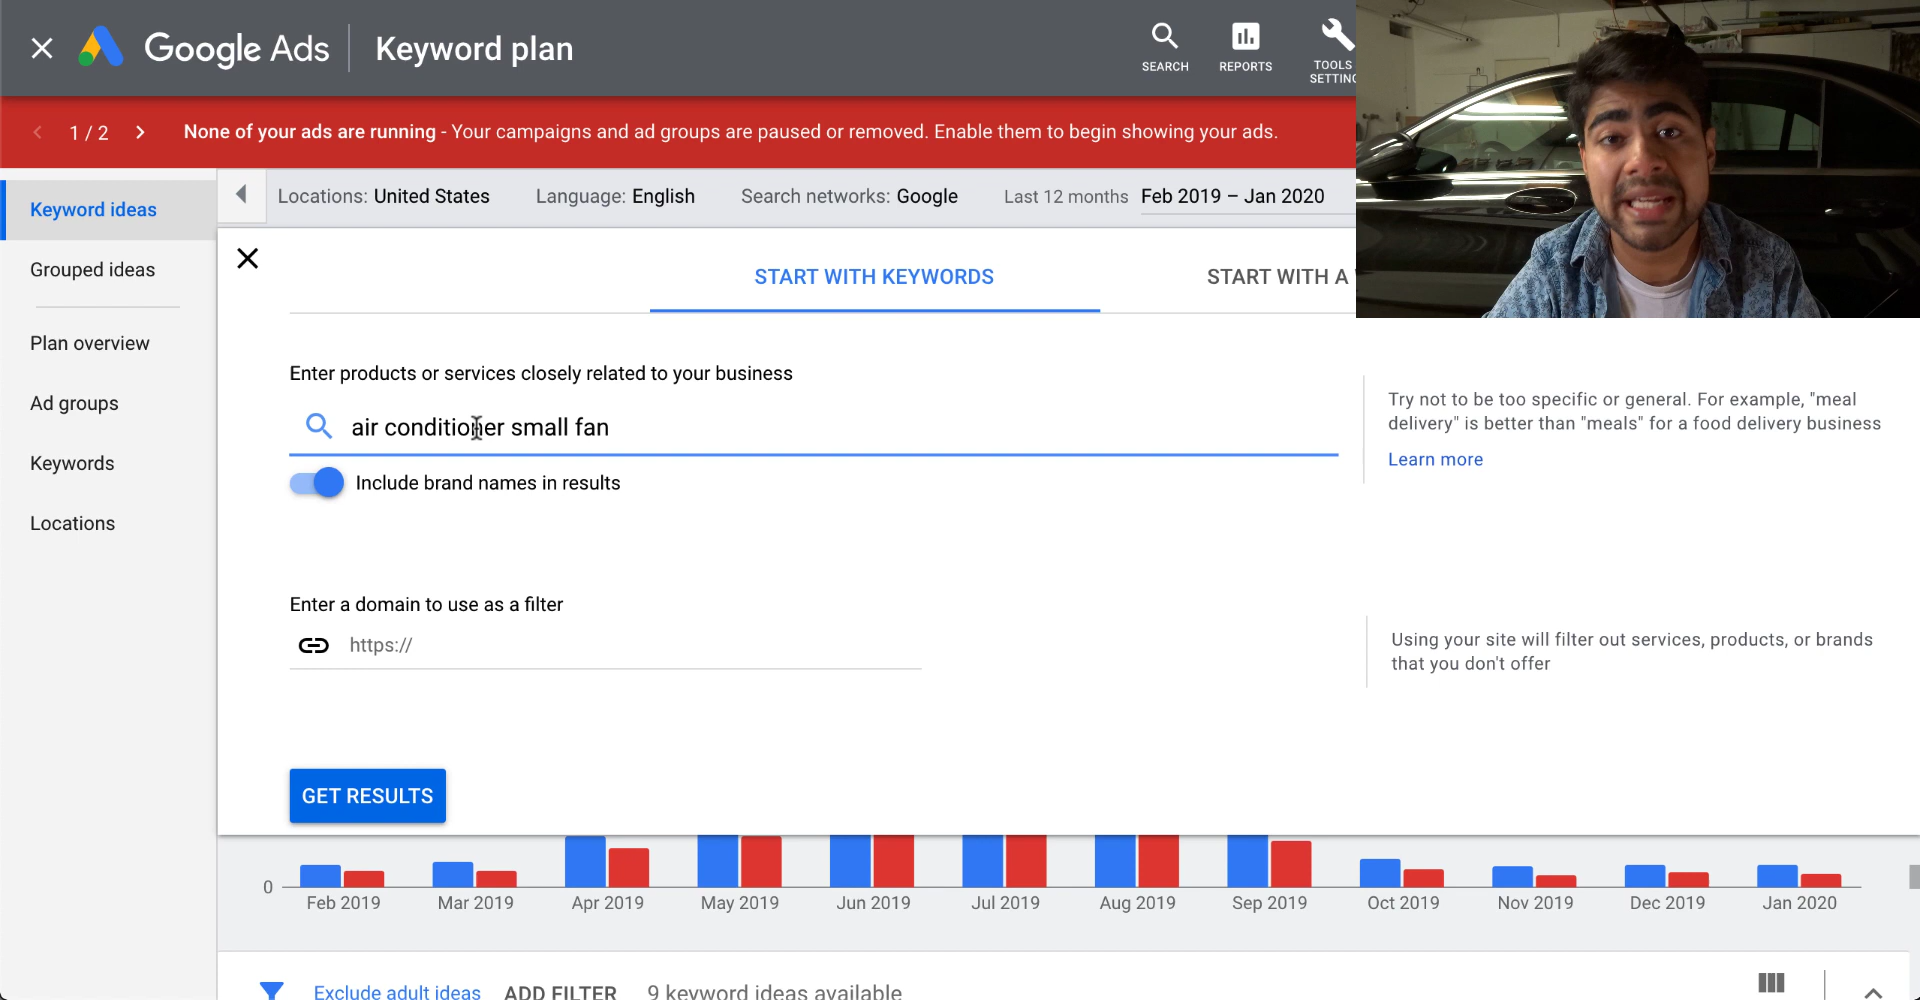 Google Ads
Keyword plan
SEARCH
REPORTS
TOOLS
SETTING
1 / 2
None of your ads are running - Your campaigns and ad groups are paused or removed. Enable them to begin showing your ads.
Keyword ideas
Grouped ideas
Plan overview
Ad groups
Keywords
Locations
Locations: United States
Language: English
Search networks: Google
Last 12 months
Feb 2019 – Jan 2020
START WITH KEYWORDS
START WITH A
Enter products or services closely related to your business
air conditioner small fan
Include brand names in results
Try not to be too specific or general. For example, "meal
delivery" is better than "meals" for a food delivery business
Learn more
Enter a domain to use as a filter
https://
Using your site will filter out services, products, or brands
that you don't offer
GET RESULTS
0
Feb 2019
Mar 2019
Apr 2019
May 2019
Jun 2019
Jul 2019
Aug 2019
Sep 2019
Oct 2019
Nov 2019
Dec 2019
Jan 2020
Exclude adult ideas
ADD FILTER
9 keyword ideas available